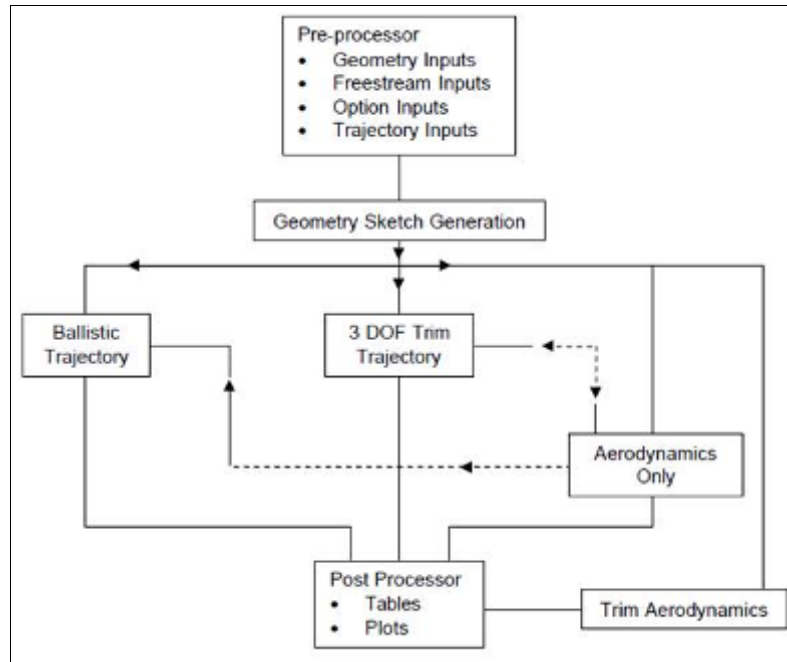 Pre-processor
• Geometry Inputs
• Freestream Inputs
• Option Inputs
• Trajectory Inputs
Geometry Sketch Generation
Ballistic
Trajectory
3 DOF Trim
Trajectory
Aerodynamics
Only
Post Processor
• Tables
• Plots
Trim Aerodynamics